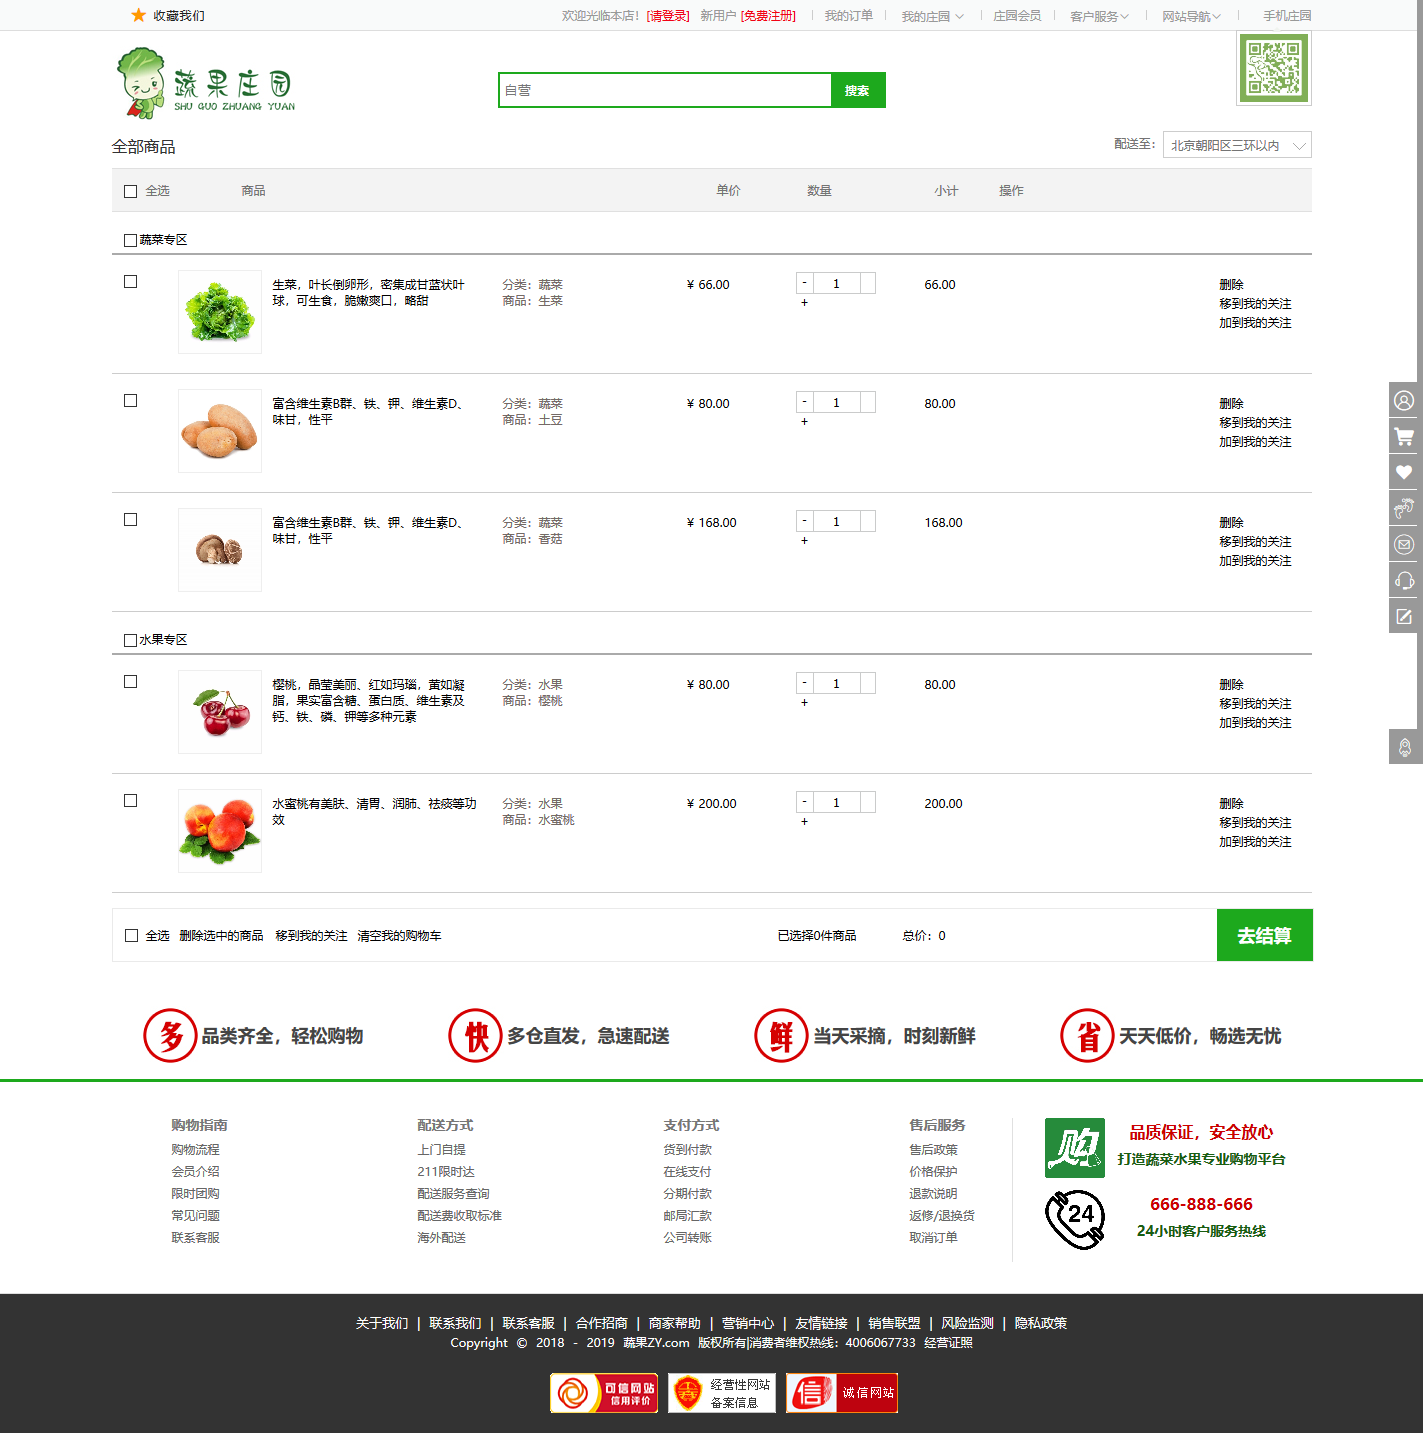 收藏我们
欢迎光临本店！[请登录] 新用户 [免费注册] 我的订单 我的庄园 庄园会员 客户服务 网站导航 手机庄园
蔬果庄园
SHU GUO ZHUANG YUAN
自营 搜索
全部商品
配送至： 北京朝阳区三环以内
全选 商品 单价 数量 小计 操作
蔬菜专区
生菜，叶长倒卵形，密集成甘蓝状叶
球，可生食，脆嫩爽口，略甜
分类：蔬菜
商品：生菜
¥ 66.00
- 1
+
66.00
删除
移到我的关注
加到我的关注
富含维生素B群、铁、钾、维生素D、
味甘，性平
分类：蔬菜
商品：土豆
¥ 80.00
- 1
+
80.00
删除
移到我的关注
加到我的关注
富含维生素B群、铁、钾、维生素D、
味甘，性平
分类：蔬菜
商品：香菇
¥ 168.00
- 1
+
168.00
删除
移到我的关注
加到我的关注
水果专区
樱桃，晶莹美丽、红如玛瑙，黄如凝
脂，果实富含糖、蛋白质、维生素及
钙、铁、磷、钾等多种元素
分类：水果
商品：樱桃
¥ 80.00
- 1
+
80.00
删除
移到我的关注
加到我的关注
水蜜桃有美肤、清胃、润肺、祛痰等功
效
分类：水果
商品：水蜜桃
¥ 200.00
- 1
+
200.00
删除
移到我的关注
加到我的关注
全选 删除选中的商品 移到我的关注 清空我的购物车 已选择0件商品 总价：0 去结算
多 品类齐全，轻松购物
快 多仓直发，急速配送
鲜 当天采摘，时刻新鲜
省 天天低价，畅选无忧
购物指南
购物流程
会员介绍
限时团购
常见问题
联系客服
配送方式
上门自提
211限时达
配送服务查询
配送费收取标准
海外配送
支付方式
货到付款
在线支付
分期付款
邮局汇款
公司转账
售后服务
售后政策
价格保护
退款说明
返修/退换货
取消订单
购
品质保证，安全放心
打造蔬菜水果专业购物平台
24
666-888-666
24小时客户服务热线
关于我们 | 联系我们 | 联系客服 | 合作招商 | 商家帮助 | 营销中心 | 友情链接 | 销售联盟 | 风险监测 | 隐私政策
Copyright © 2018 - 2019 蔬果ZY.com 版权所有|消费者维权热线：4006067733 经营证照
可信网站
信用评价
经营性网站
备案信息
信 诚信网站